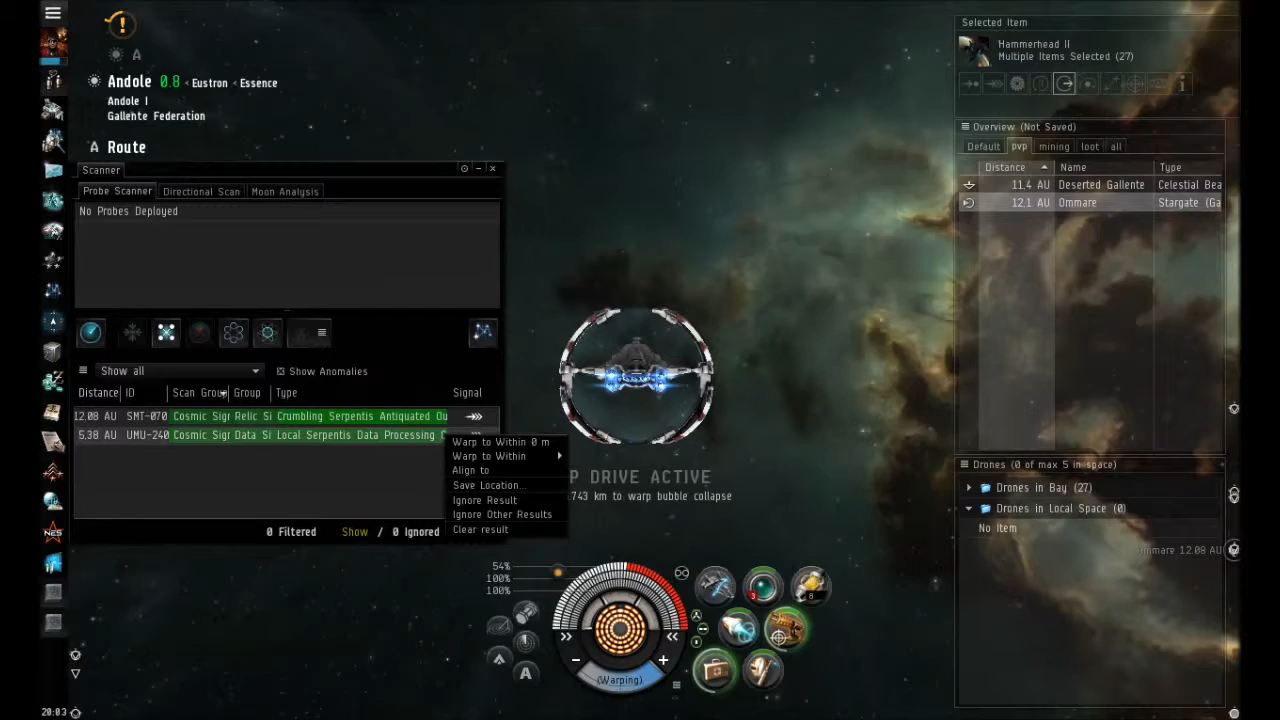 A
Andole 0.8 < Eustron < Essence
Andole I
Gallente Federation
A Route
Scanner
Probe Scanner Directional Scan Moon Analysis
No Probes Deployed
Show all
Show Anomalies
Distance ID Scan Group Group Type Signal
12.08 AU SMT-070 Cosmic Sigr Relic Si Crumbling Serpentis Antiquated Ou
5.38 AU UMU-240 Cosmic Sigr Data Si Local Serpentis Data Processing C
Warp to Within 0 m
Warp to Within
Align to
Save Location...
Ignore Result
Ignore Other Results
Clear result
0 Filtered Show / 0 Ignored
P DRIVE ACTIVE
.743 km to warp bubble collapse
54%
100%
100%
3
8
A
(Warping)
Selected Item
Hammerhead II
Multiple Items Selected (27)
Overview (Not Saved)
Default pvp mining loot all
Distance Name Type
11.4 AU Deserted Gallente Celestial Bea
12.1 AU Ommare Stargate (Ga
Drones (0 of max 5 in space)
Drones in Bay (27)
Drones in Local Space (0)
No Item
Ommare 12.08 AU
NES
20:03